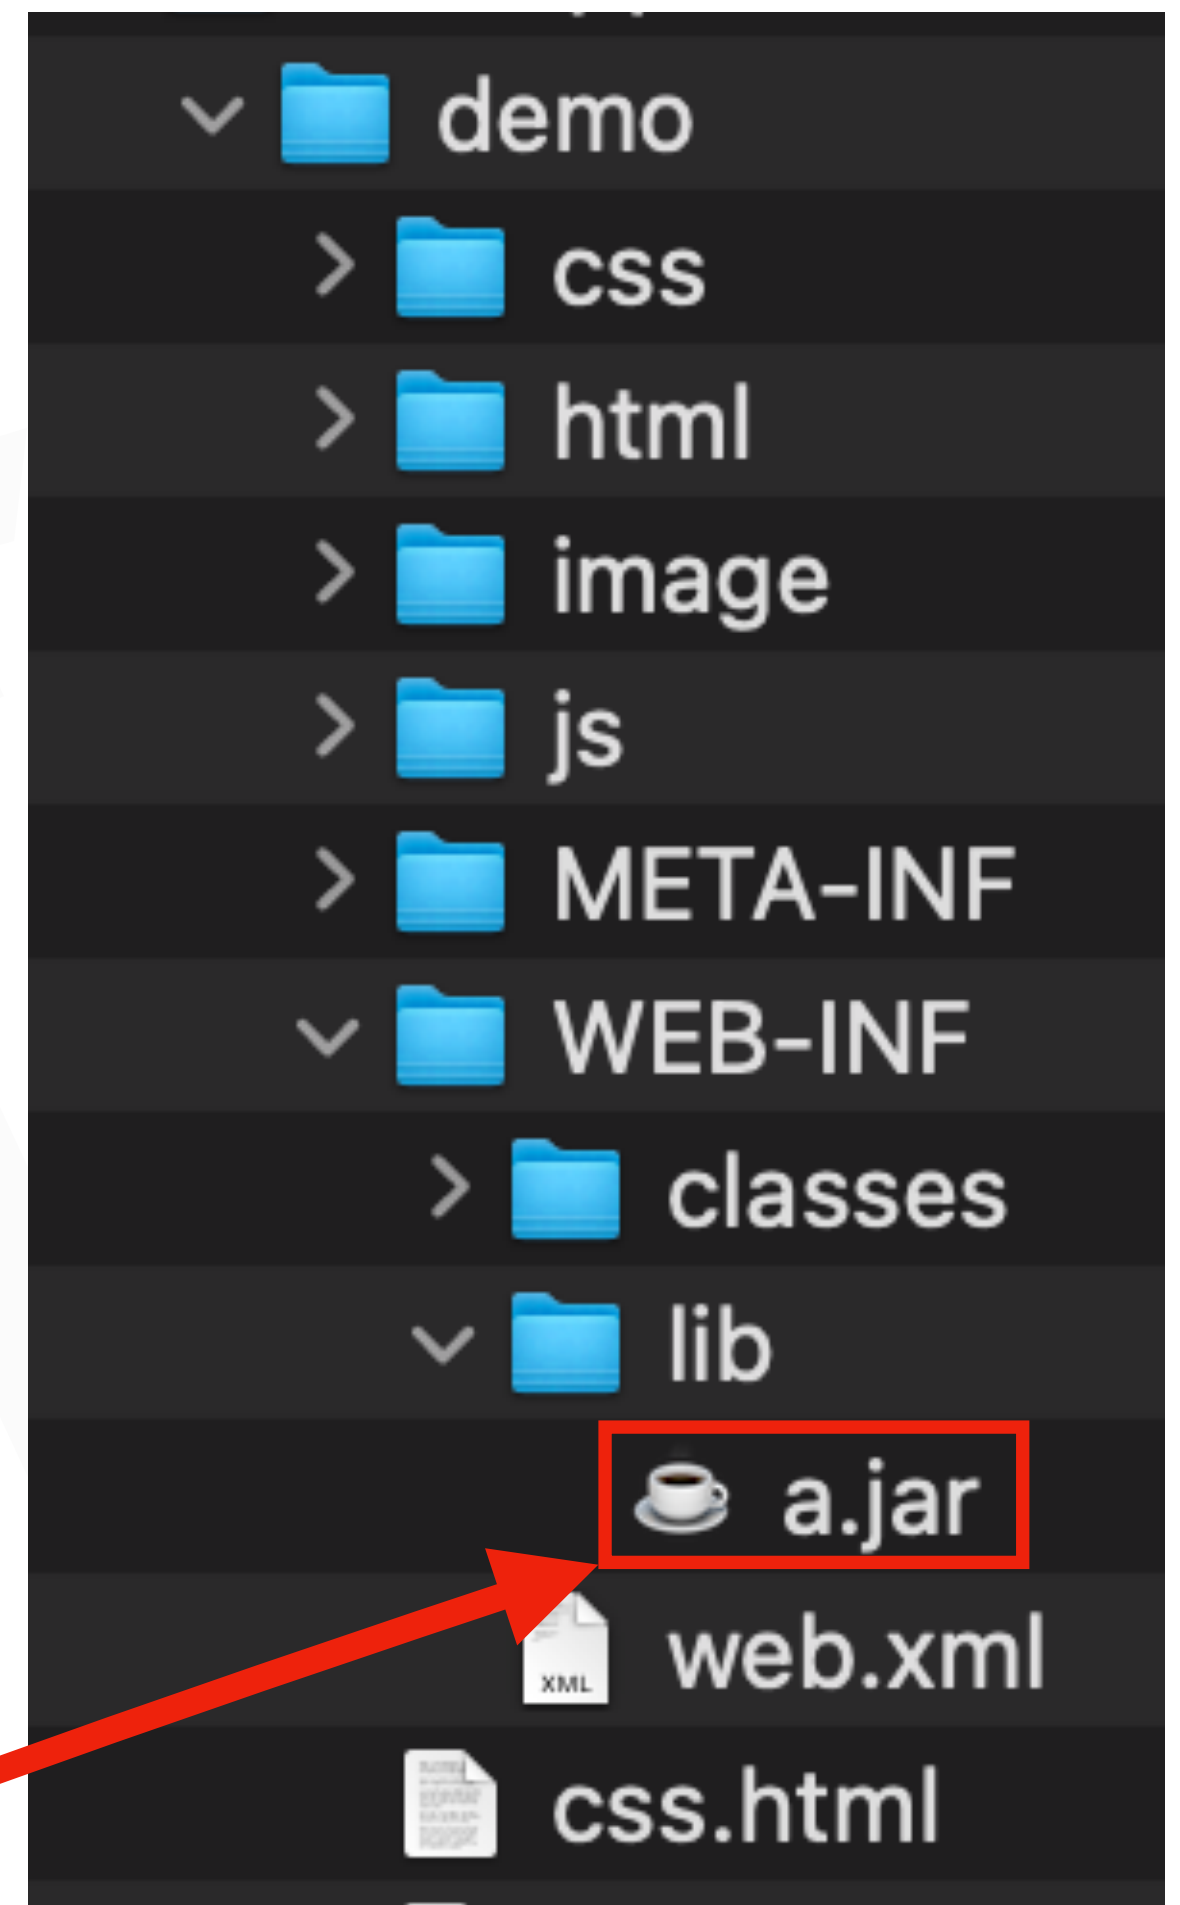 demo
css
html
image
js
META-INF
WEB-INF
classes
lib
a.jar
web.xml
XML
css.html